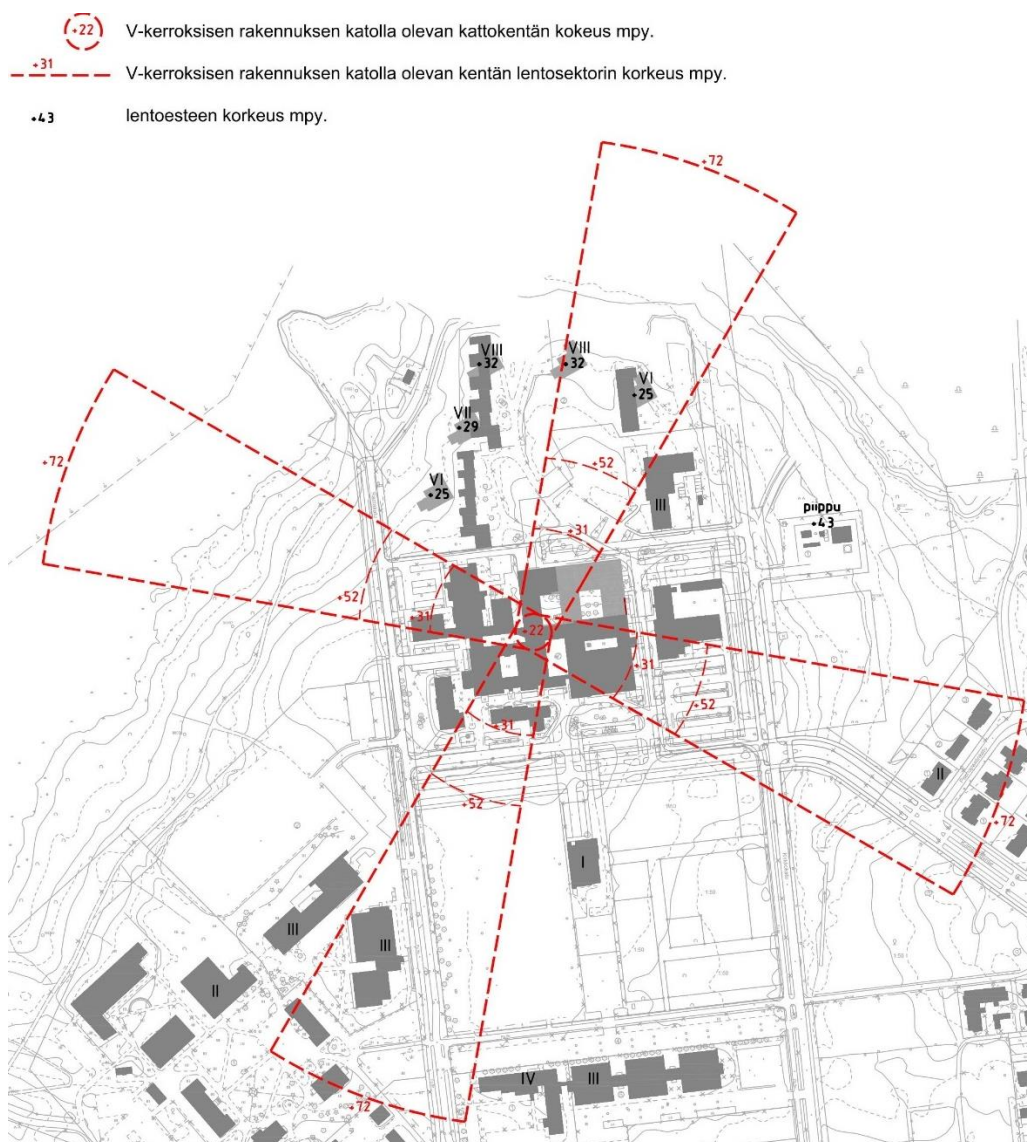 +22 V-kerroksisen rakennuksen katolla olevan kattokentän kokeus mpy.
+31 V-kerroksisen rakennuksen katolla olevan kentän lentosektorin korkeus mpy.
+43 lentoesteen korkeus mpy.
+72
VIII
+32
VIII
+32
VI
+25
VII
+29
+72
+52
VI
+25
III
piippu
+43
+31
+52
+31
+22
+31
+52
+31
II
+52
+72
I
III
III
II
IV
III
+72